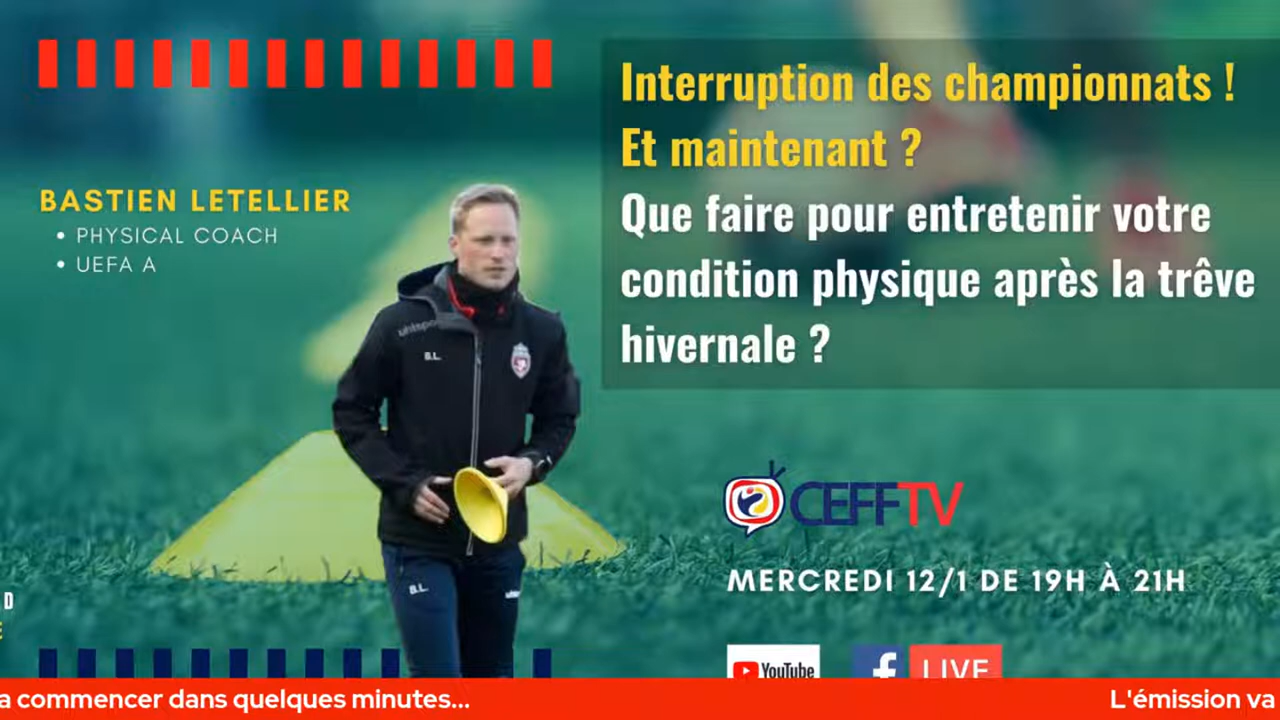 Interruption des championnats !
Et maintenant ?
Que faire pour entretenir votre
condition physique après la trêve
hivernale ?
BASTIEN LETELLIER
• PHYSICAL COACH
• UEFA A
uhlspo
B.L.
B.L.
CEFFTV
MERCREDI 12/1 DE 19H À 21H
YouTube
f LIVE
D
E
a commencer dans quelques minutes...
L'émission va